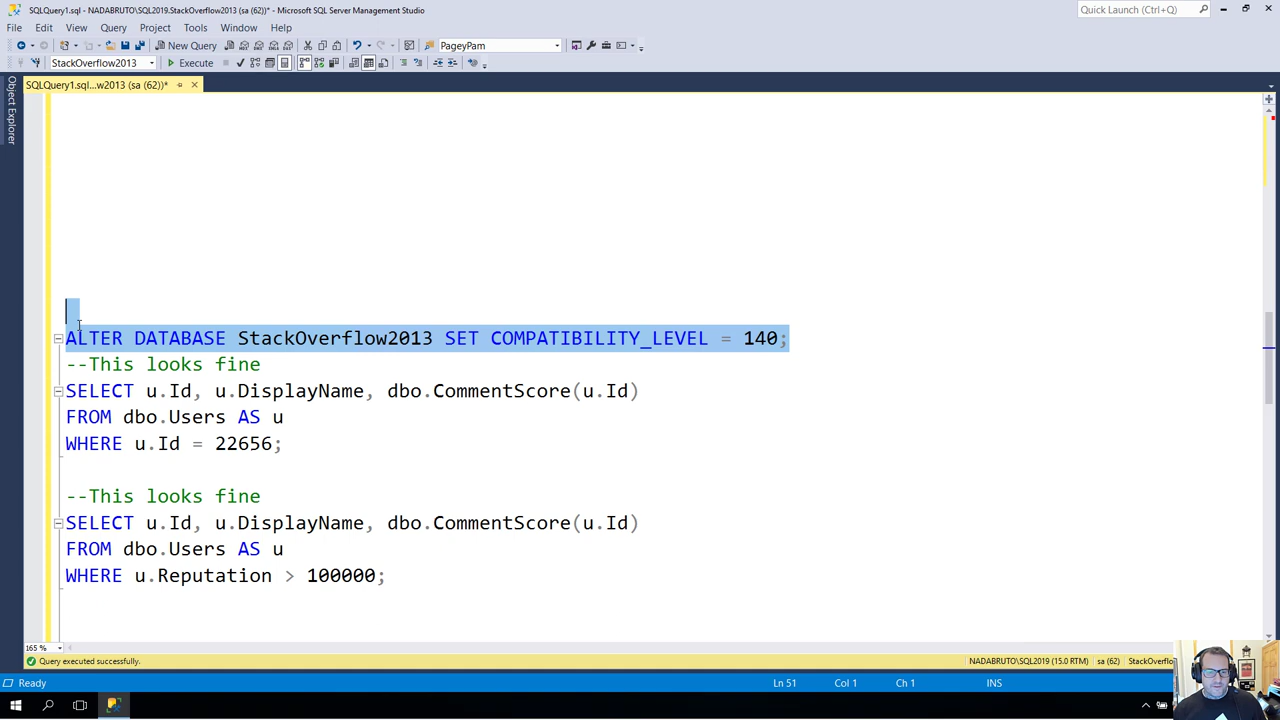 SQLQuery1.sql - NADABRUTO\SQL2019.StackOverflow2013 (sa (62))* - Microsoft SQL Server Management Studio
Quick Launch (Ctrl+Q)
File Edit View Query Project Tools Window Help
New Query
PageyPam
StackOverflow2013
Execute
SQLQuery1.sql...w2013 (sa (62))*
Object Explorer
ALTER DATABASE StackOverflow2013 SET COMPATIBILITY_LEVEL = 140;
--This looks fine
SELECT u.Id, u.DisplayName, dbo.CommentScore(u.Id)
FROM dbo.Users AS u
WHERE u.Id = 22656;
--This looks fine
SELECT u.Id, u.DisplayName, dbo.CommentScore(u.Id)
FROM dbo.Users AS u
WHERE u.Reputation > 100000;
165 %
Query executed successfully.
NADABRUTO\SQL2019 (15.0 RTM)
sa (62)
StackOverflo
Ready
Ln 51
Col 1
Ch 1
INS